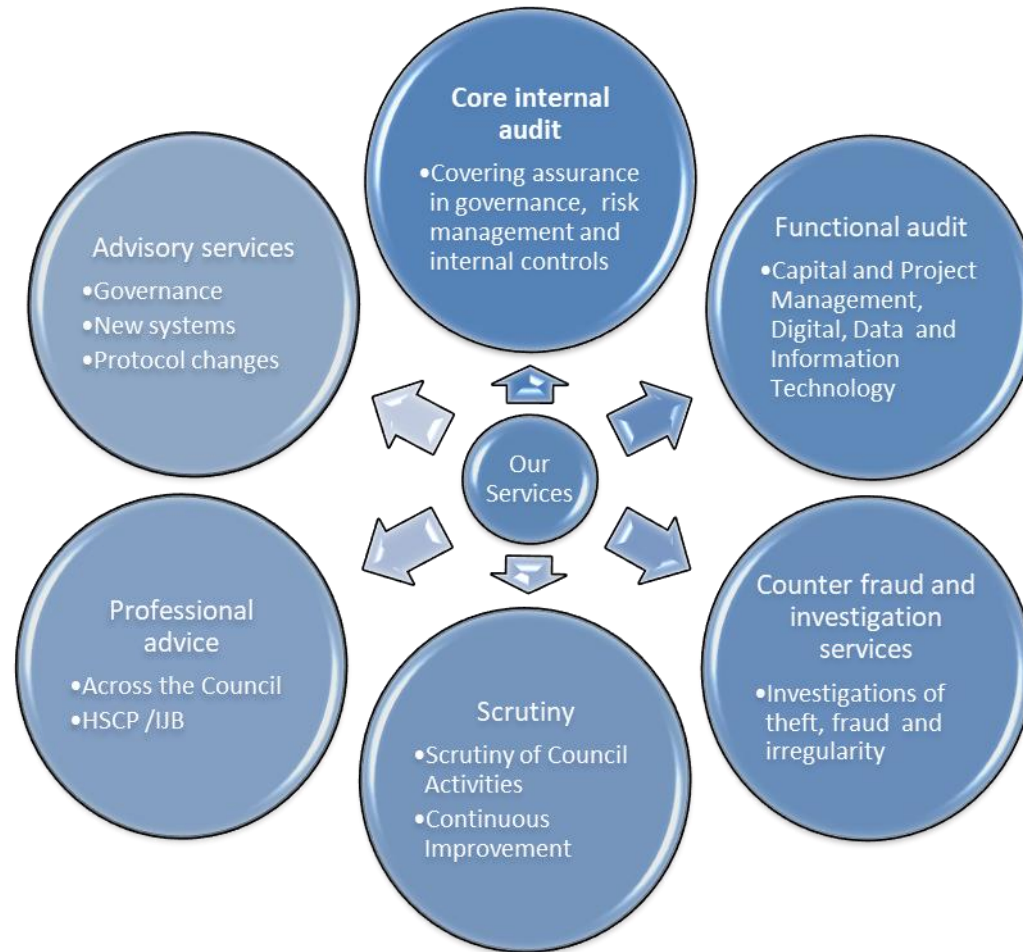 Core internal
audit
•Covering assurance
in governance, risk
management and
internal controls
Functional audit
•Capital and Project
Management,
Digital, Data and
Information
Technology
Counter fraud and
investigation
services
•Investigations of
theft, fraud and
irregularity
Scrutiny
•Scrutiny of Council
Activities
•Continuous
Improvement
Professional
advice
•Across the Council
•HSCP /IJB
Advisory services
•Governance
•New systems
•Protocol changes
Our
Services